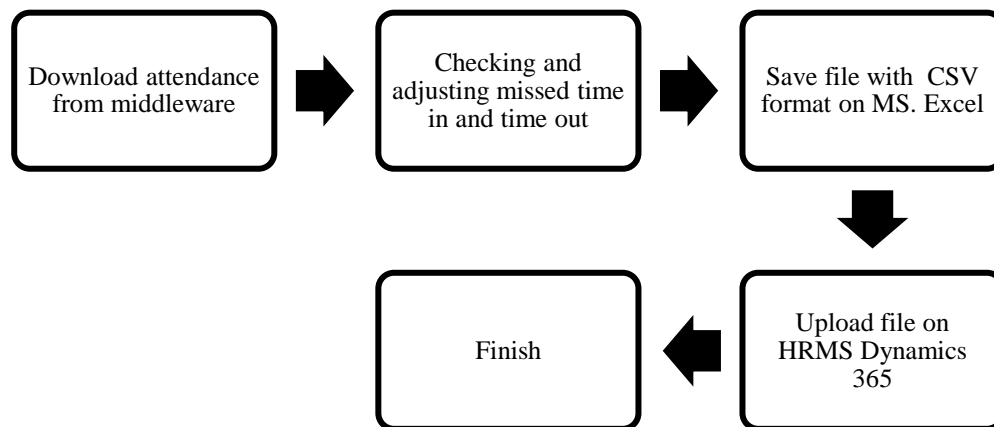 Download attendance
from middleware
Checking and
adjusting missed time
in and time out
Save file with  CSV
format on MS. Excel
Upload file on
HRMS Dynamics
365
Finish